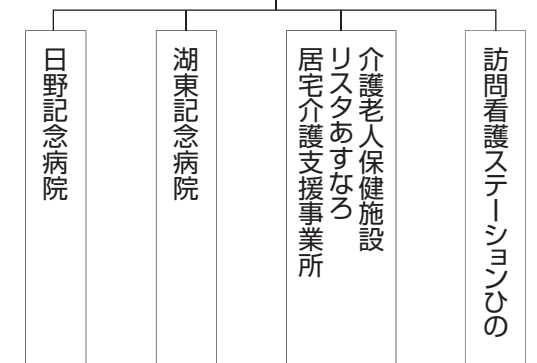 日野記念病院
湖東記念病院
介護老人保健施設
リスタあすなろ
居宅介護支援事業所
訪問看護ステーションひの